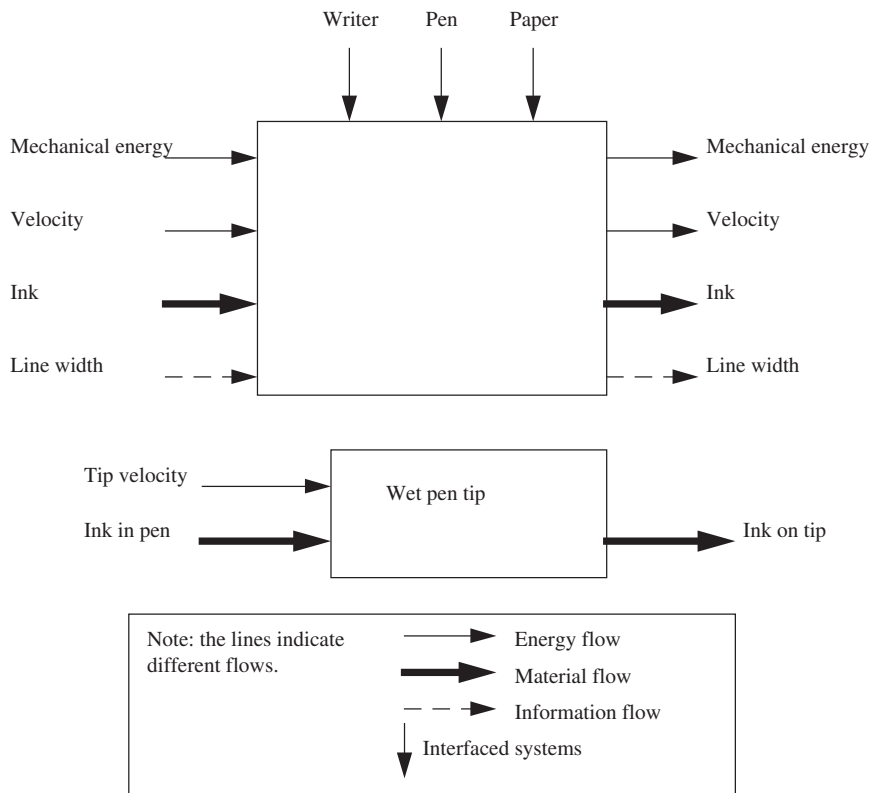 Writer Pen Paper
Mechanical energy Mechanical energy
Velocity Velocity
Ink Ink
Line width Line width
Tip velocity
Wet pen tip
Ink in pen Ink on tip
Note: the lines indicate
different flows.
Energy flow
Material flow
Information flow
Interfaced systems